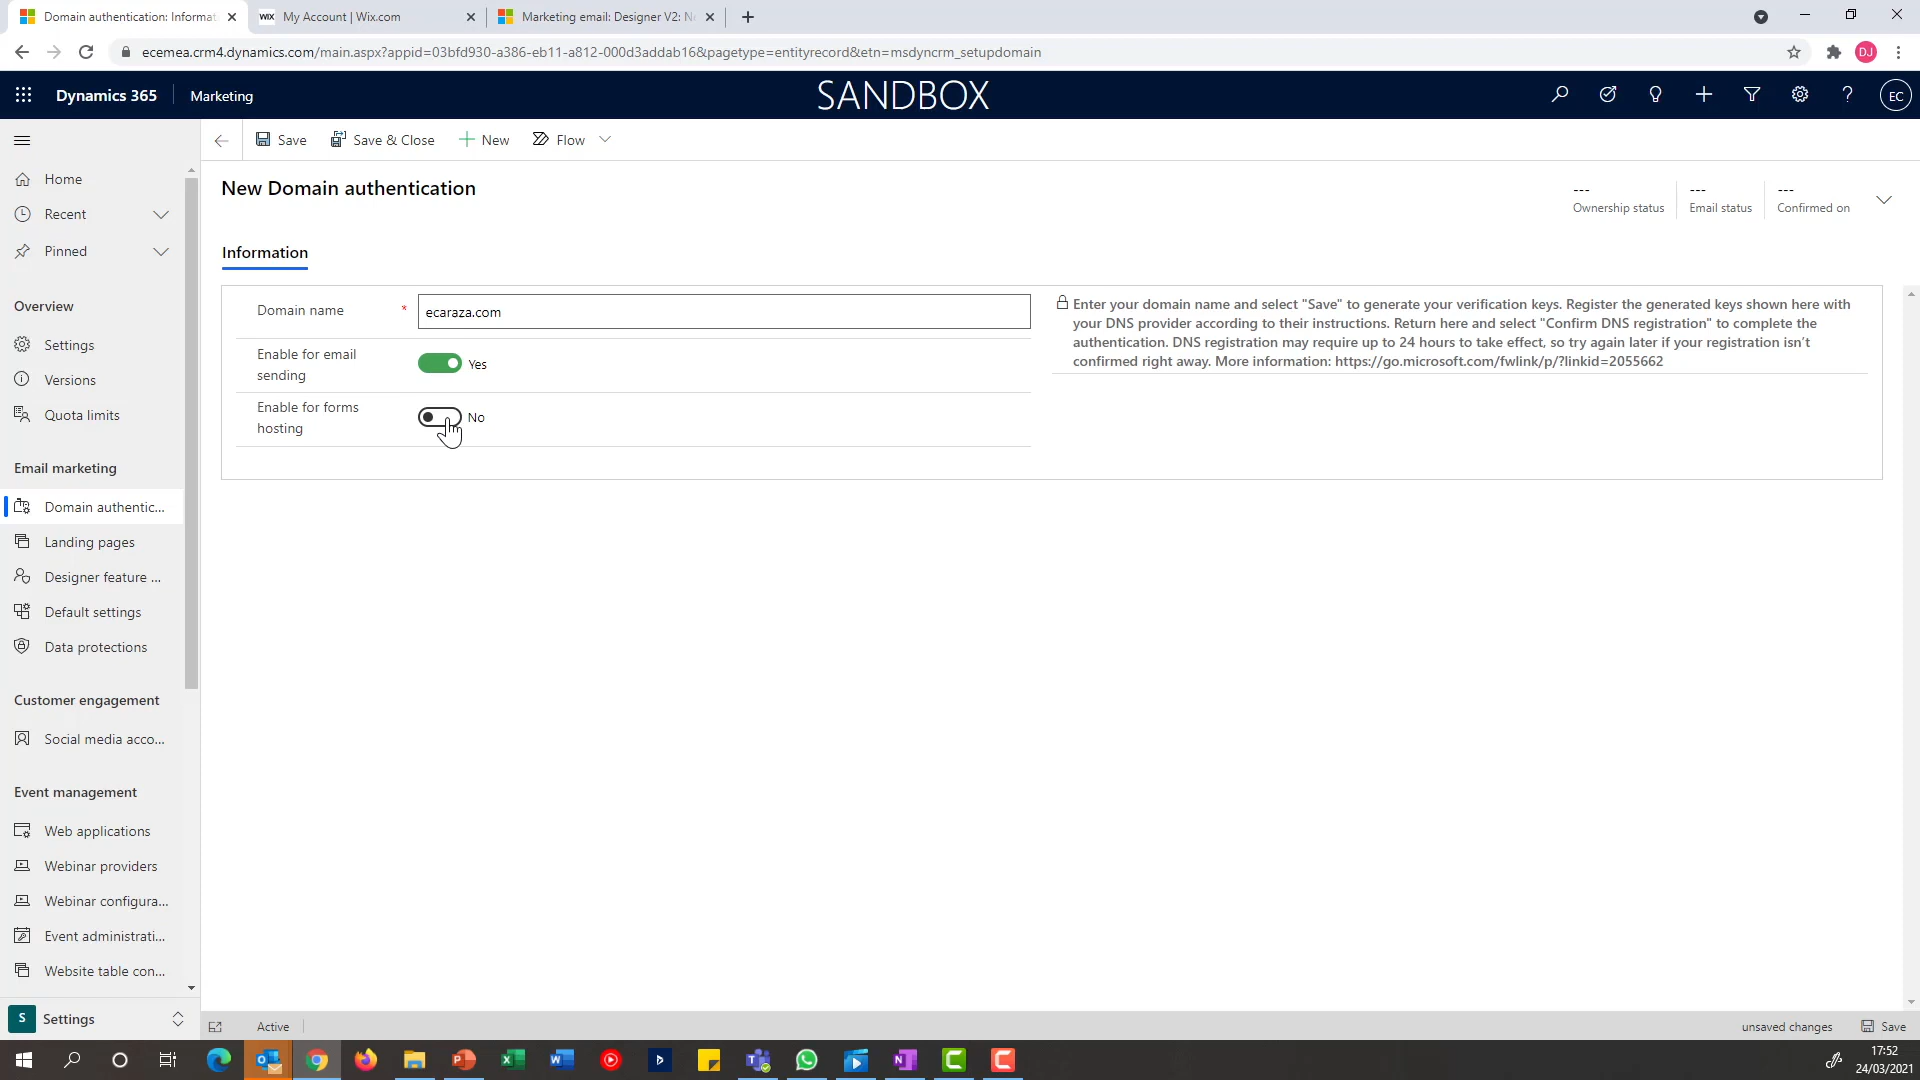 Domain authentication: Informat
My Account | Wix.com
Marketing email: Designer V2: N
ecemea.crm4.dynamics.com/main.aspx?appid=03bfd930-a386-eb11-a812-000d3addab16&pagetype=entityrecord&etn=msdyncrm_setupdomain
DJ
Dynamics 365
Marketing
SANDBOX
EC
Save
Save & Close
New
Flow
New Domain authentication
---
Ownership status
---
Email status
---
Confirmed on
Information
Domain name *
ecaraza.com
Enable for email
sending
Yes
Enable for forms
hosting
No
Enter your domain name and select "Save" to generate your verification keys. Register the generated keys shown here with
your DNS provider according to their instructions. Return here and select "Confirm DNS registration" to complete the
authentication. DNS registration may require up to 24 hours to take effect, so try again later if your registration isn't
confirmed right away. More information: https://go.microsoft.com/fwlink/p/?linkid=2055662
Home
Recent
Pinned
Overview
Settings
Versions
Quota limits
Email marketing
Domain authentic...
Landing pages
Designer feature ...
Default settings
Data protections
Customer engagement
Social media acco...
Event management
Web applications
Webinar providers
Webinar configura...
Event administrati...
Website table con...
S
Settings
Active
unsaved changes
Save
17:52
24/03/2021